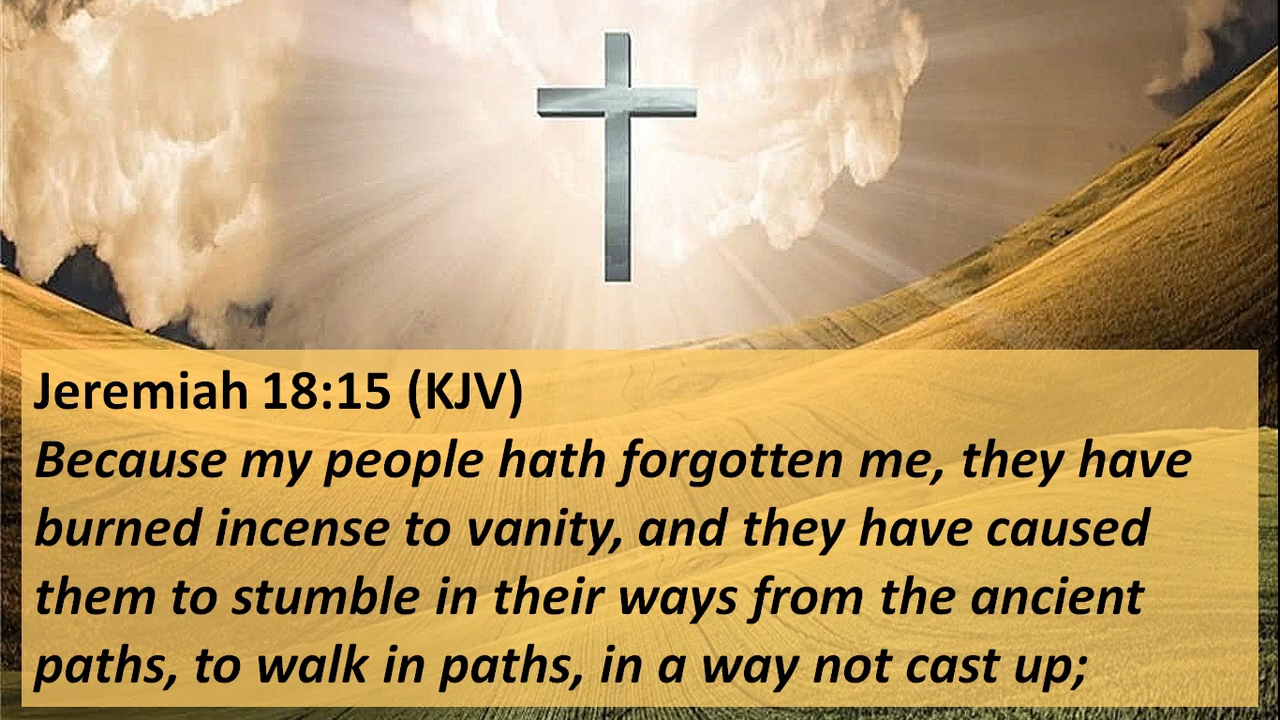 Jeremiah 18:15 (KJV)
Because my people hath forgotten me, they have
burned incense to vanity, and they have caused
them to stumble in their ways from the ancient
paths, to walk in paths, in a way not cast up;